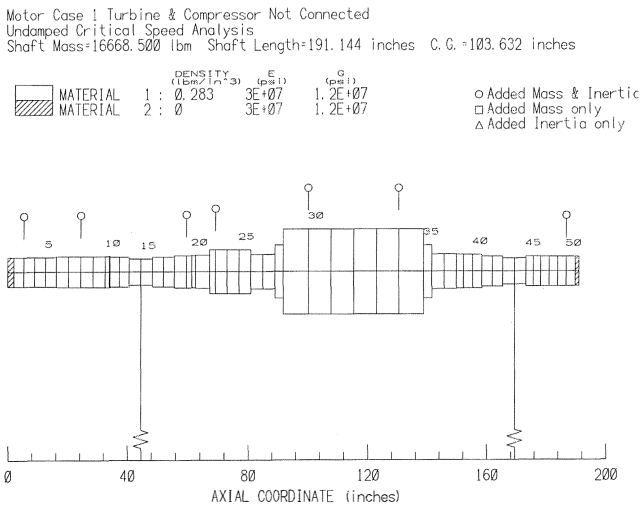 Motor Case 1 Turbine & Compressor Not Connected
Undamped Critical Speed Analysis
Shaft Mass=16668.500 lbm Shaft Length=191.144 inches C.G.=103.632 inches
DENSITY E G
(lbm/in^3) (psi) (psi)
MATERIAL 1 : 0.283 3E+07 1.2E+07
MATERIAL 2 : 0 3E+07 1.2E+07
Added Mass & Inertia
Added Mass only
Added Inertia only
5 10 15 20 25 30 35 40 45 50
0 40 80 120 160 200
AXIAL COORDINATE (inches)